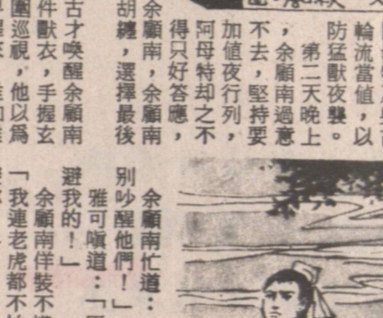 輪流當值，以
防猛獸夜襲。
第二天晚上
，余顧南過意
不去，堅持要
加值夜行列，
阿母特却之不
得只好答應，
余顧南，余顧南
胡纏，選擇最後
古才喚醒余顧南
件獸衣，手握玄
圍巡視，他以為
余顧南忙道：
別吵醒他們！」
雅可嗔道：「
避我的！」
余顧南佯裝不
「我連老虎都不